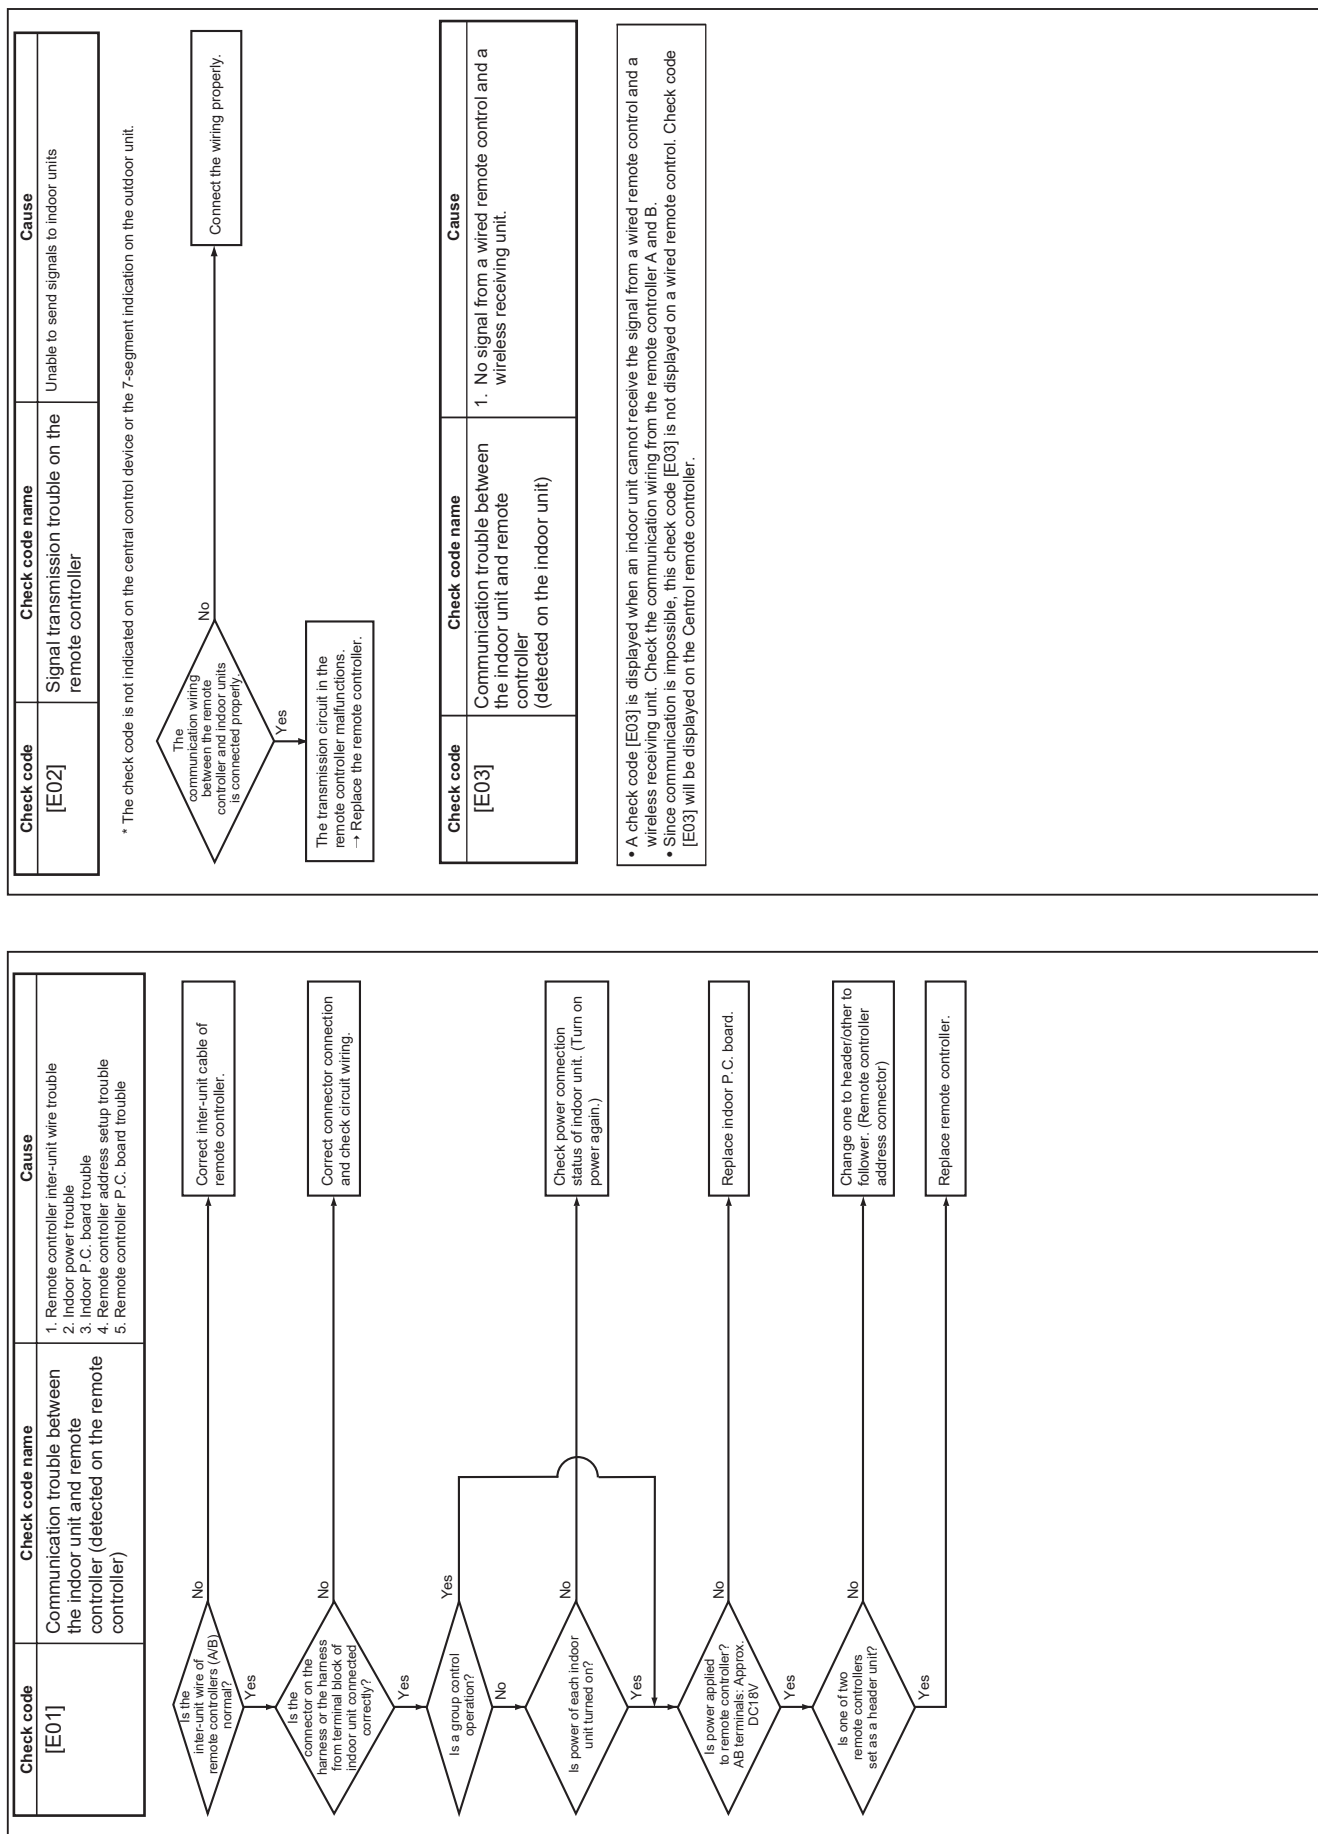 Check code
Check code name
Cause
[E01]
Communication trouble between
the indoor unit and remote
controller (detected on the remote
controller)
1. Remote controller inter-unit wire trouble
2. Indoor power trouble
3. Indoor P.C. board trouble
4. Remote controller address setup trouble
5. Remote controller P.C. board trouble
Is the
inter-unit wire of
remote controllers (A/B)
normal?
No
Correct inter-unit cable of
remote controller.
Yes
Is the
connector on the
harness or the harness
from terminal block of
indoor unit connected
correctly?
No
Correct connector connection
and check circuit wiring.
Yes
Is a group control
operation?
Yes
No
Is power of each indoor
unit turned on?
No
Check power connection
status of indoor unit. (Turn on
power again.)
Yes
Is power applied
to remote controller?
AB terminals: Approx.
DC18V
No
Replace indoor P.C. board.
Yes
Is one of two
remote controllers
set as a header unit?
No
Change one to header/other to
follower. (Remote controller
address connector)
Yes
Replace remote controller.
Check code
Check code name
Cause
[E02]
Signal transmission trouble on the
remote controller
Unable to send signals to indoor units
* The check code is not indicated on the central control device or the 7-segment indication on the outdoor unit.
The
communication wiring
between the remote
controller and indoor units
is connected properly.
No
Connect the wiring properly.
Yes
The transmission circuit in the
remote controller malfunctions.
→ Replace the remote controller.
Check code
Check code name
Cause
[E03]
Communication trouble between
the indoor unit and remote
controller
(detected on the indoor unit)
1. No signal from a wired remote control and a
wireless receiving unit.
• A check code [E03] is displayed when an indoor unit cannot receive the signal from a wired remote control and a
wireless receiving unit. Check the communication wiring from the remote controller A and B.
• Since communication is impossible, this check code [E03] is not displayed on a wired remote control. Check code
[E03] will be displayed on the Central remote controller.